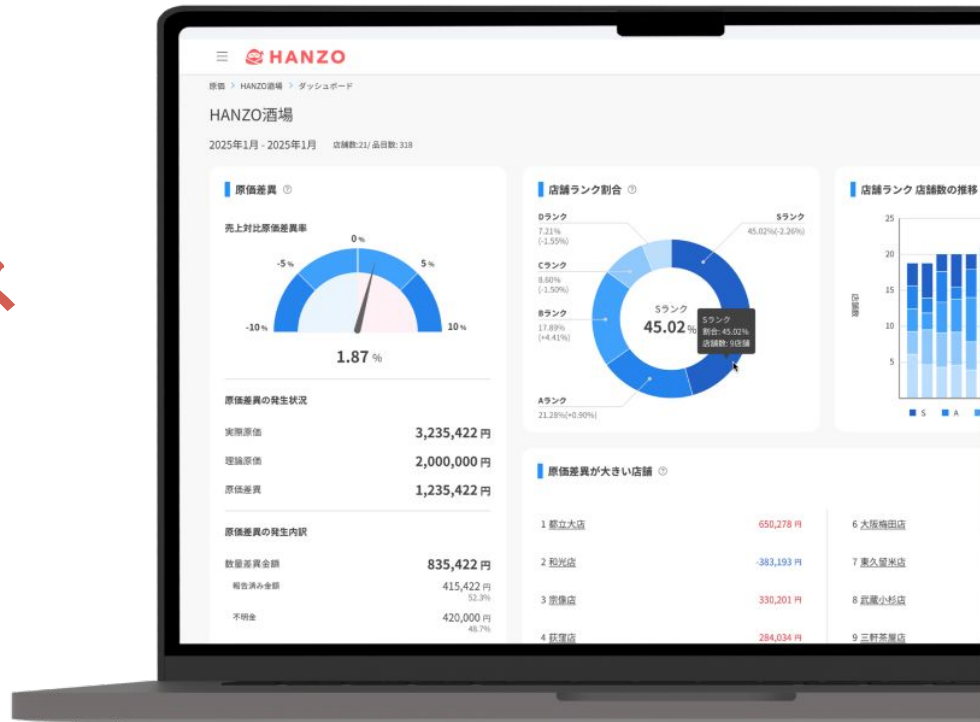 HANZO
原価 > HANZO酒場 > ダッシュボード
HANZO酒場
2025年1月 - 2025年1月 店舗数:21/ 品目数: 318
原価差異
売上対比原価差異率
0 %
-5 %
5 %
-10 %
10 %
1.87 %
原価差異の発生状況
実際原価 3,235,422 円
理論原価 2,000,000 円
原価差異 1,235,422 円
原価差異の発生内訳
数量差異金額 835,422 円
報告済み金額 415,422 円
52.3%
不明金 420,000 円
48.7%
店舗ランク割合
Dランク
7.21%
(-1.55%)
Sランク
45.02%(-2.26%)
Cランク
8.60%
(-1.50%)
Bランク
17.89%
(+4.41%)
Sランク
45.02 %
Sランク
割合: 45.02%
店舗数: 9店舗
Aランク
21.28%(+0.90%)
店舗ランク 店舗数の推移
25
20
15
10
5
店舗数
S A
原価差異が大きい店舗
1 都立大店 650,278 円
2 和光店 -383,193 円
3 宗像店 330,201 円
4 荻窪店 284,034 円
6 大阪梅田店
7 東久留米店
8 武蔵小杉店
9 三軒茶屋店